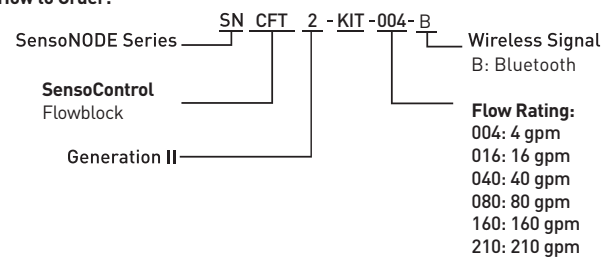 How to Order:
SN CFT 2 - KIT -004- B
SensoNODE Series
Wireless Signal
B: Bluetooth
SensoControl
Flowblock
Generation II
Flow Rating:
004: 4 gpm
016: 16 gpm
040: 40 gpm
080: 80 gpm
160: 160 gpm
210: 210 gpm